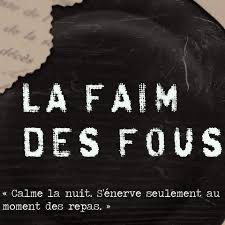 LA FAIM
DES FOUS
« Calme la nuit. S'énerve seulement au
moment des repas. »